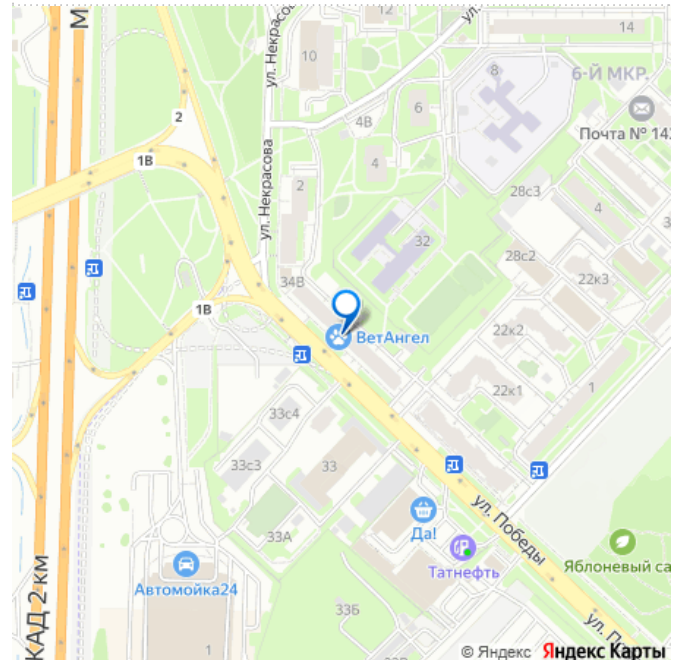 М
12
14
10
ул. Некрасова
8
6-Й МКР.
6
4В
Почта № 14
2
1В
4
28с3
4
2
ул. Некрасова
32
28с2
22к3
34В
1В
22к2
ВетАнгел
22к1
1
33с4
33с3
33
ул. Победы
Да!
33А
Татнефть
Яблоневый са
Автомойка24
КАД 2 км
33Б
1
ул. По
© Яндекс Яндекс Карты